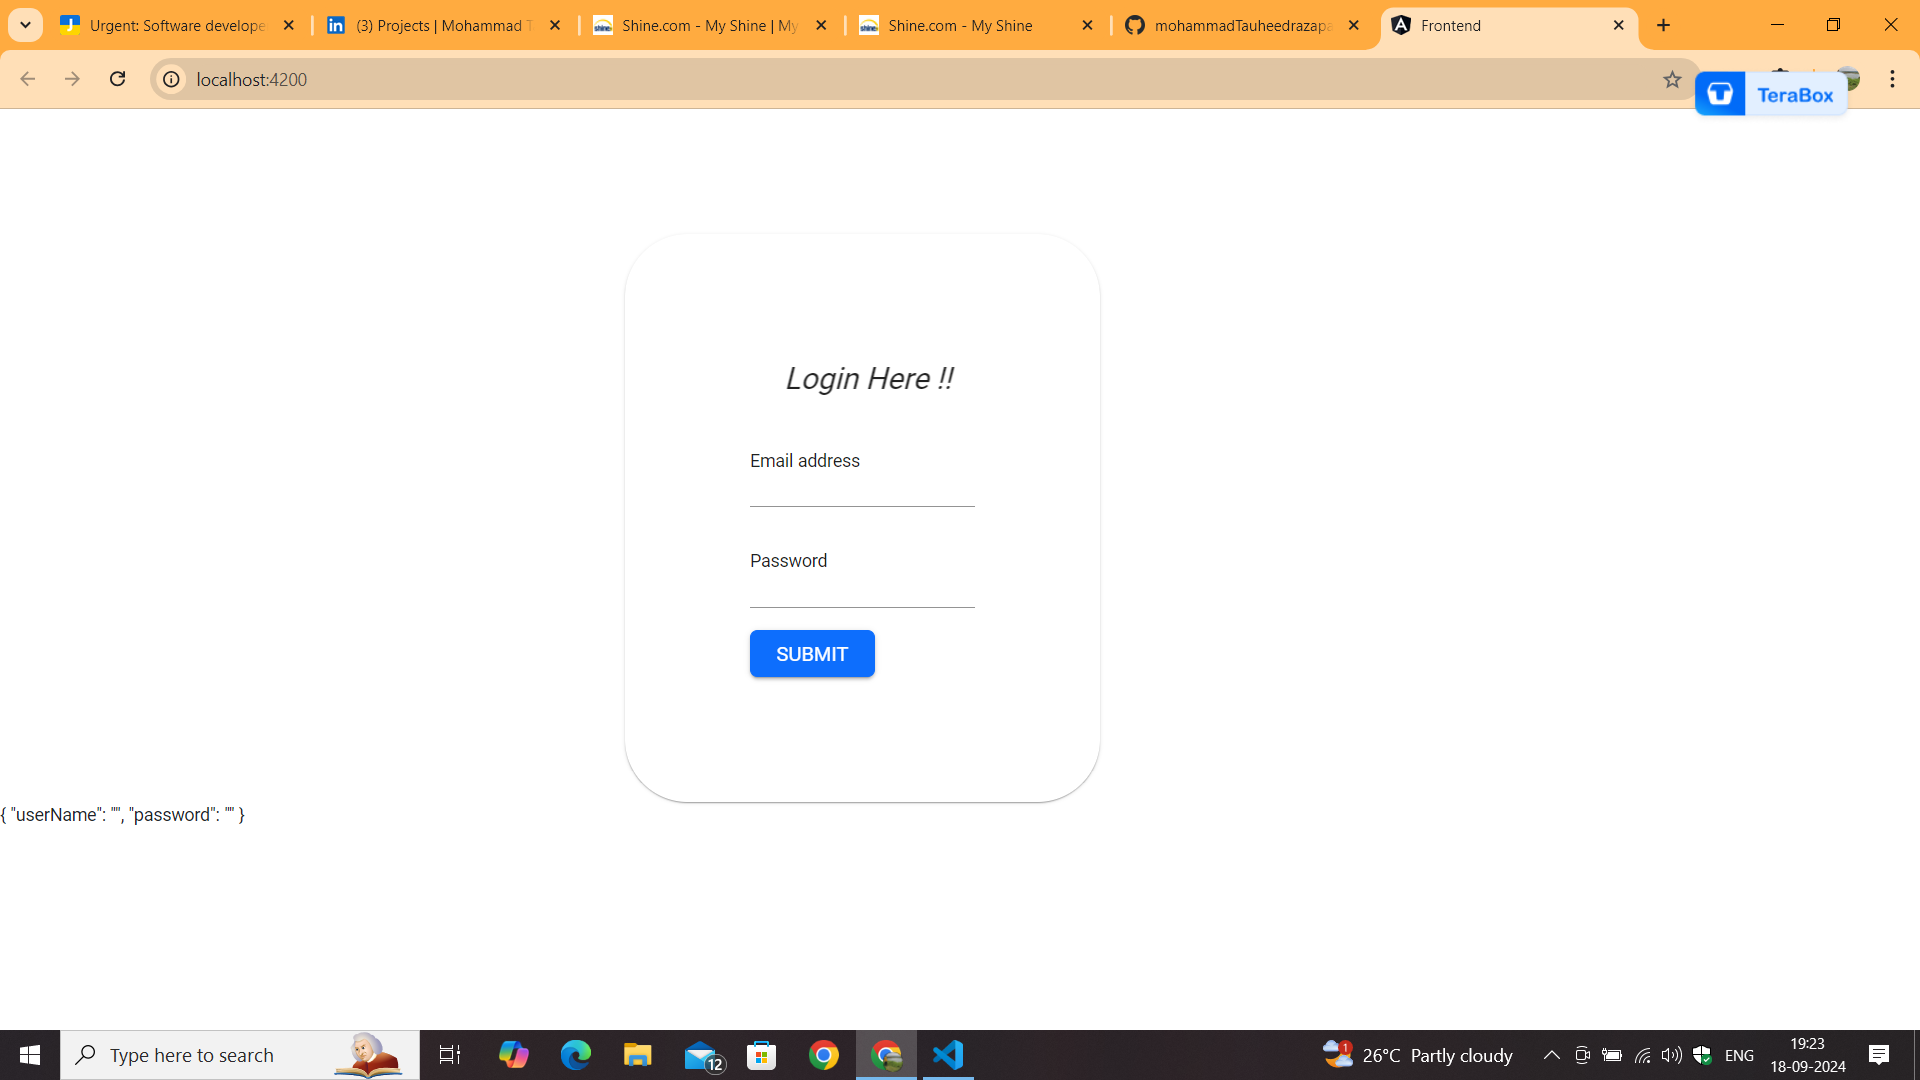 Urgent: Software develope
(3) Projects | Mohammad T
Shine.com - My Shine | My
Shine.com - My Shine
mohammadTauheedrazapa
Frontend
localhost:4200
TeraBox
Login Here !!
Email address
Password
SUBMIT
{ "userName": "", "password": "" }
Type here to search
12
1
26°C Partly cloudy
ENG
19:23
18-09-2024